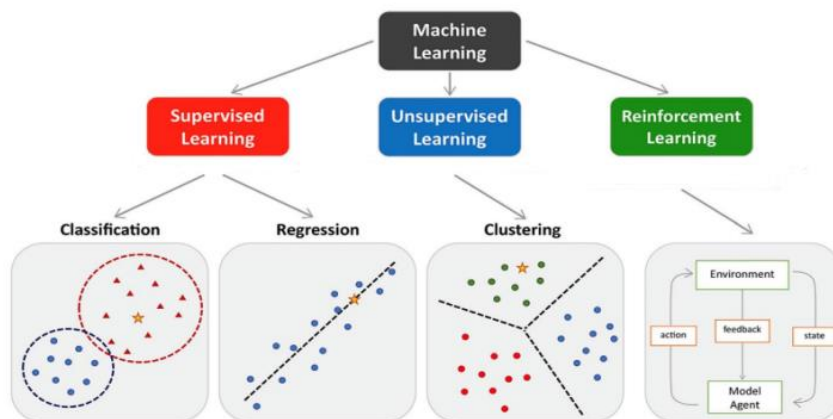 Machine
Learning
Supervised
Learning
Unsupervised
Learning
Reinforcement
Learning
Classification
Regression
Clustering
Environment
action
feedback
state
Model
Agent